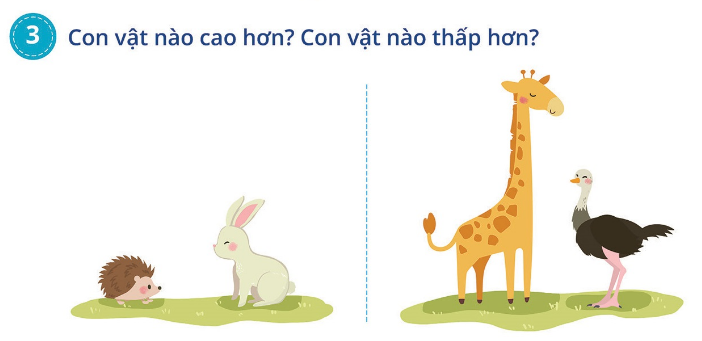 3 Con vật nào cao hơn? Con vật nào thấp hơn?